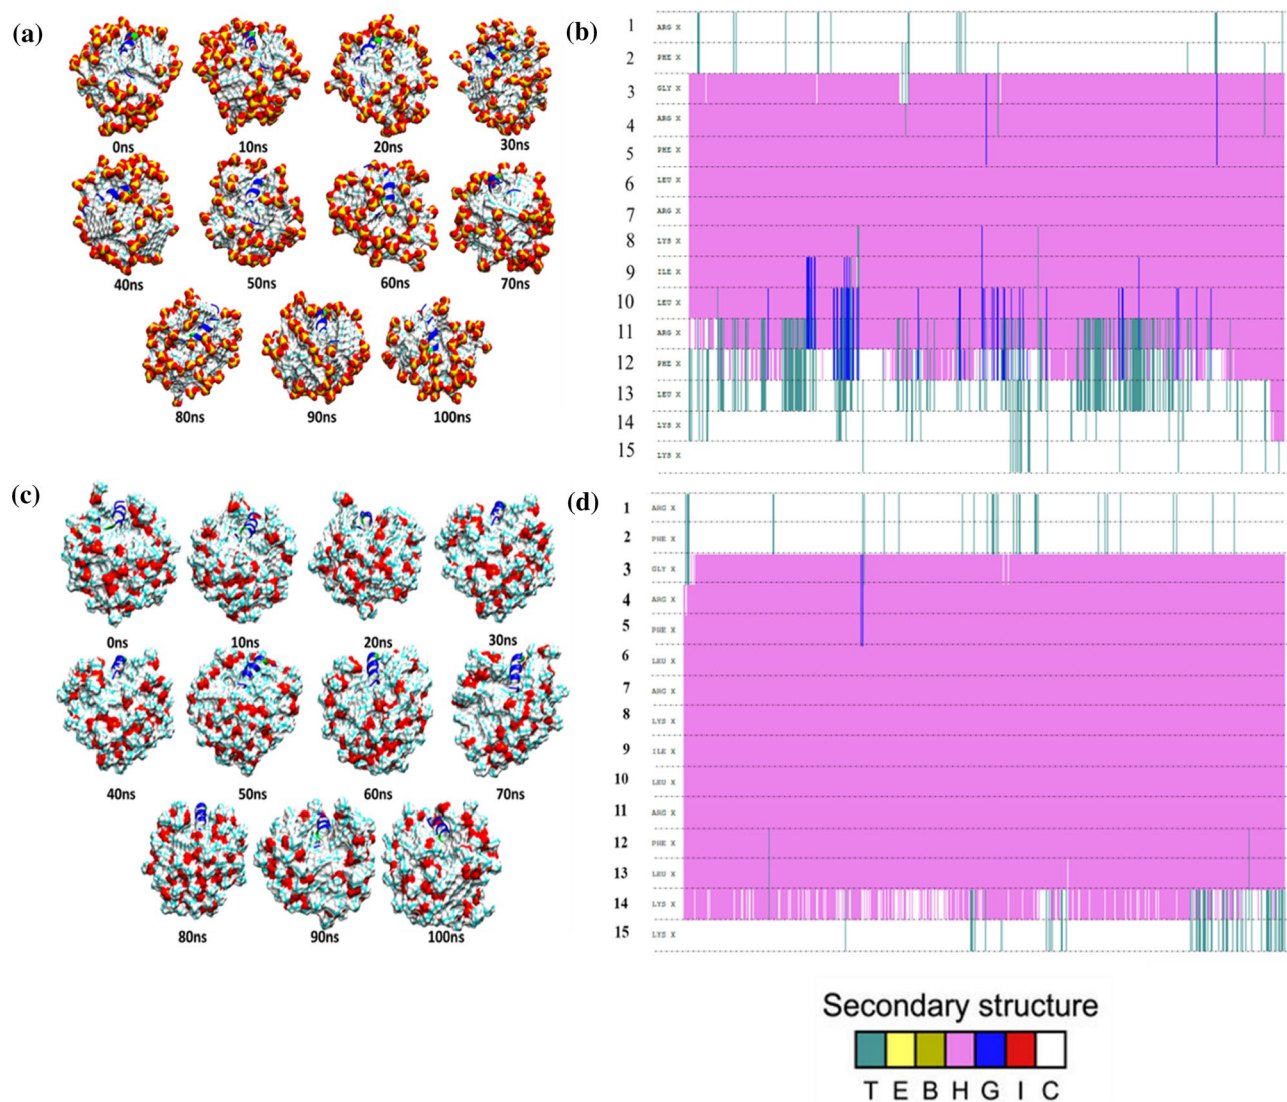 (a)
0ns 10ns 20ns 30ns
40ns 50ns 60ns 70ns
80ns 90ns 100ns
(b)
1 ARG X
2 PHE X
3 GLY X
4 ARG X
5 PHE X
6 LEU X
7 ARG X
8 LYS X
9 ILE X
10 LEU X
11 ARG X
12 PHE X
13 LEU X
14 LYS X
15 LYS X
(c)
0ns 10ns 20ns 30ns
40ns 50ns 60ns 70ns
80ns 90ns 100ns
(d)
1 ARG X
2 PHE X
3 GLY X
4 ARG X
5 PHE X
6 LEU X
7 ARG X
8 LYS X
9 ILE X
10 LEU X
11 ARG X
12 PHE X
13 LEU X
14 LYS X
15 LYS X
Secondary structure
T E B H G I C